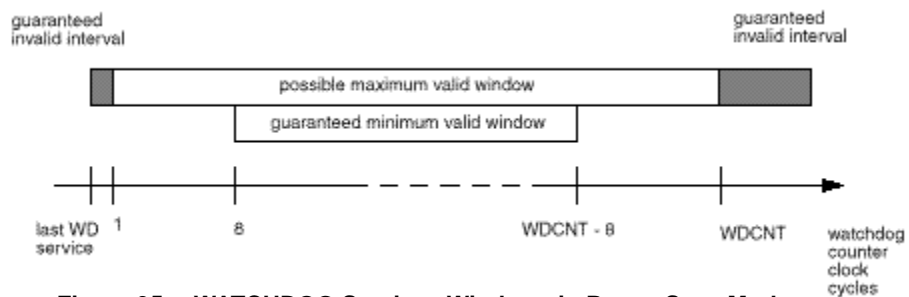 guaranteed
invalid interval
guaranteed
invalid interval
possible maximum valid window
guaranteed minimum valid window
last WD
service
1
8
WDCNT - 8
WDCNT
watchdog
counter
clock
cycles